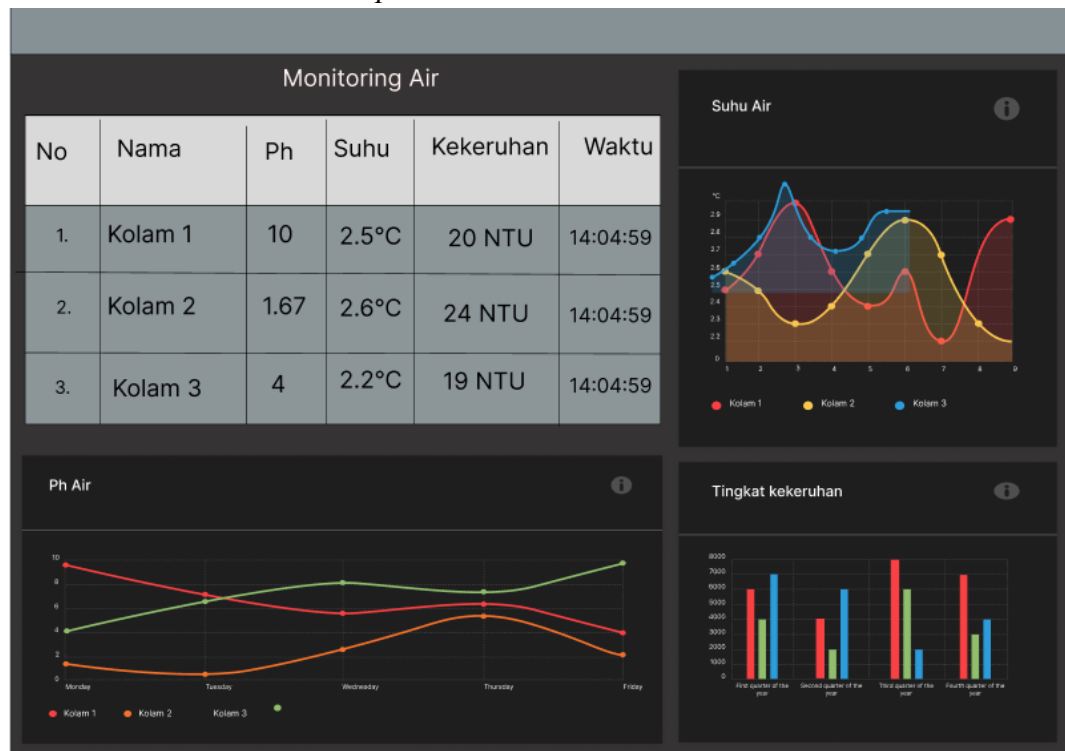 Monitoring Air
No Nama Ph Suhu Kekeruhan Waktu
1. Kolam 1 10 2.5°C 20 NTU 14:04:59
2. Kolam 2 1.67 2.6°C 24 NTU 14:04:59
3. Kolam 3 4 2.2°C 19 NTU 14:04:59
Suhu Air
°C
2.9
2.8
2.7
2.6
2.5
2.4
2.3
2.2
0
1 2 3 4 5 6 7 8 9
Kolam 1 Kolam 2 Kolam 3
Ph Air
10
8
6
4
2
0
Monday Tuesday Wednesday Thursday Friday
Kolam 1 Kolam 2 Kolam 3
Tingkat kekeruhan
8000
7000
6000
5000
4000
3000
2000
1000
0
First quarter of the year Second quarter of the year Third quarter of the year Fourth quarter of the year